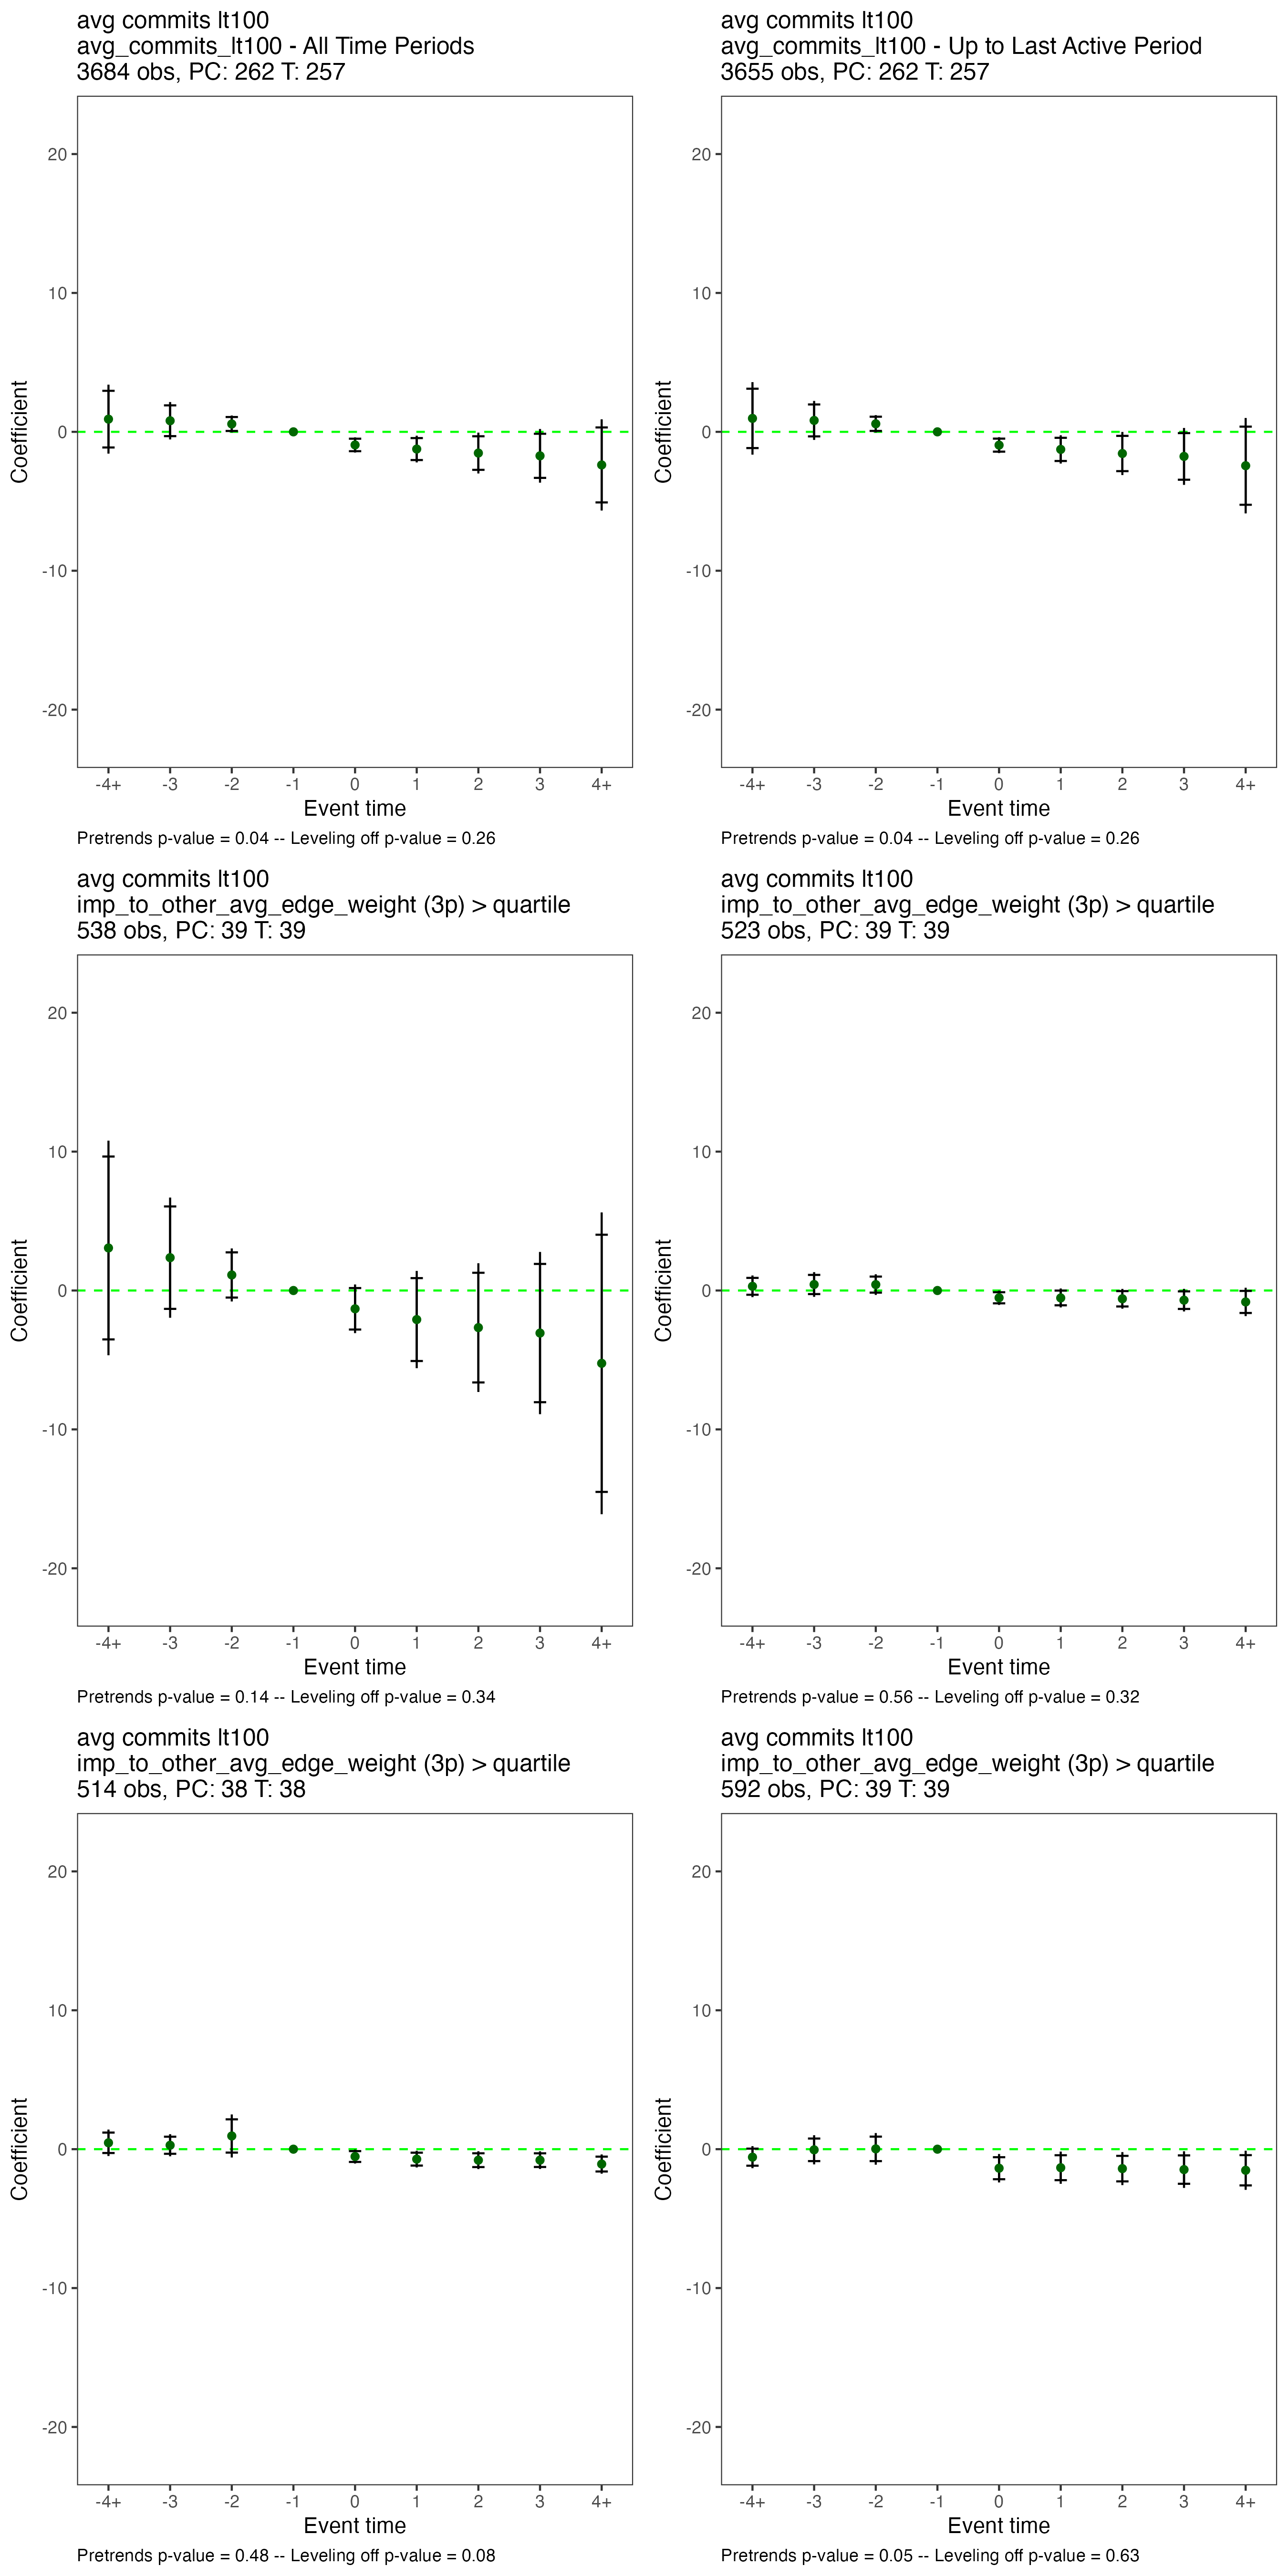 avg commits lt100
avg_commits_lt100 - All Time Periods
3684 obs, PC: 262 T: 257
20
10
0
-10
-20
Coefficient
-4+ -3 -2 -1 0 1 2 3 4+
Event time
Pretrends p-value = 0.04 -- Leveling off p-value = 0.26
avg commits lt100
avg_commits_lt100 - Up to Last Active Period
3655 obs, PC: 262 T: 257
20
10
0
-10
-20
Coefficient
-4+ -3 -2 -1 0 1 2 3 4+
Event time
Pretrends p-value = 0.04 -- Leveling off p-value = 0.26
avg commits lt100
imp_to_other_avg_edge_weight (3p) > quartile
538 obs, PC: 39 T: 39
20
10
0
-10
-20
Coefficient
-4+ -3 -2 -1 0 1 2 3 4+
Event time
Pretrends p-value = 0.14 -- Leveling off p-value = 0.34
avg commits lt100
imp_to_other_avg_edge_weight (3p) > quartile
523 obs, PC: 39 T: 39
20
10
0
-10
-20
Coefficient
-4+ -3 -2 -1 0 1 2 3 4+
Event time
Pretrends p-value = 0.56 -- Leveling off p-value = 0.32
avg commits lt100
imp_to_other_avg_edge_weight (3p) > quartile
514 obs, PC: 38 T: 38
20
10
0
-10
-20
Coefficient
-4+ -3 -2 -1 0 1 2 3 4+
Event time
Pretrends p-value = 0.48 -- Leveling off p-value = 0.08
avg commits lt100
imp_to_other_avg_edge_weight (3p) > quartile
592 obs, PC: 39 T: 39
20
10
0
-10
-20
Coefficient
-4+ -3 -2 -1 0 1 2 3 4+
Event time
Pretrends p-value = 0.05 -- Leveling off p-value = 0.63